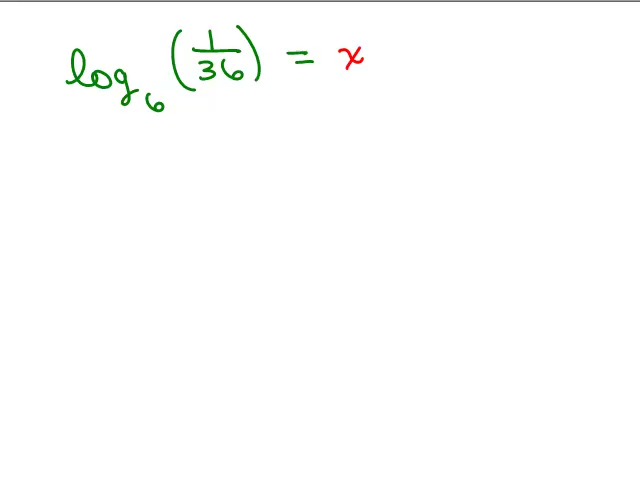 log₆ (1/36) = x